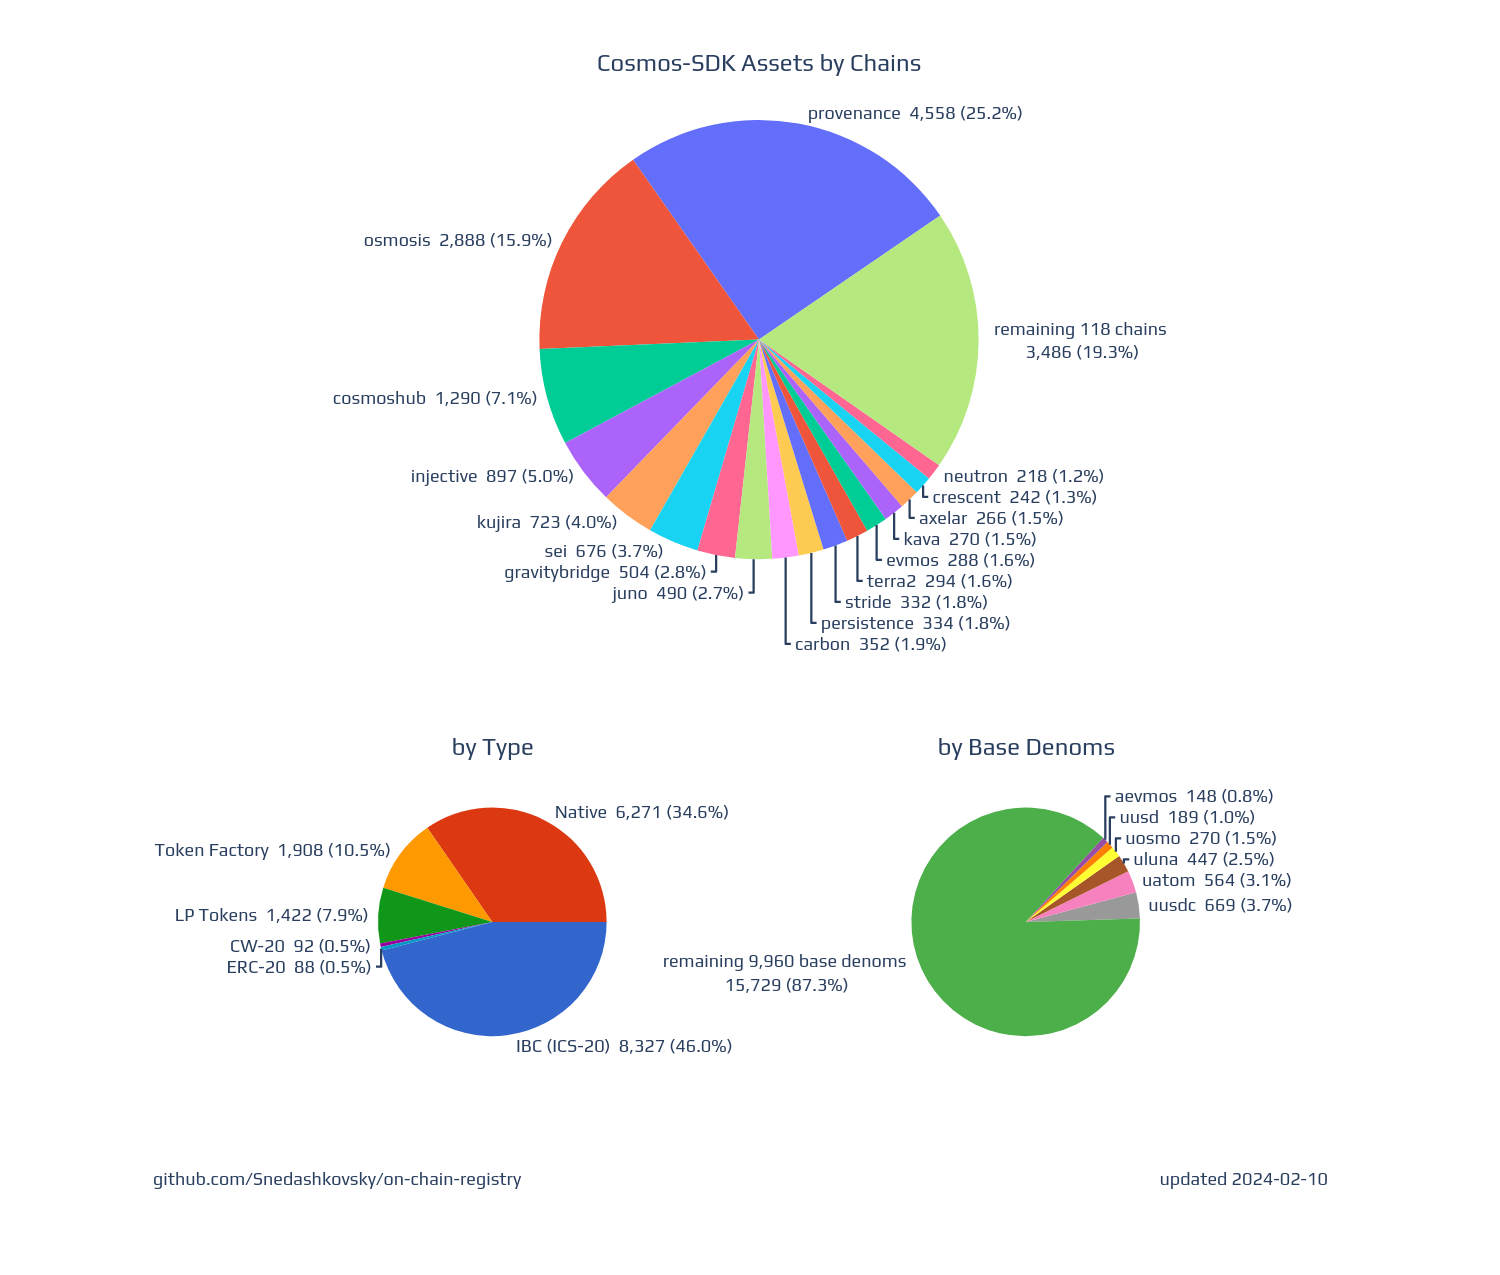 Cosmos-SDK Assets by Chains
provenance 4,558 (25.2%)
osmosis 2,888 (15.9%)
remaining 118 chains
3,486 (19.3%)
cosmoshub 1,290 (7.1%)
injective 897 (5.0%)
neutron 218 (1.2%)
crescent 242 (1.3%)
axelar 266 (1.5%)
kujira 723 (4.0%)
kava 270 (1.5%)
sei 676 (3.7%)
evmos 288 (1.6%)
gravitybridge 504 (2.8%)
terra2 294 (1.6%)
juno 490 (2.7%)
stride 332 (1.8%)
persistence 334 (1.8%)
carbon 352 (1.9%)
by Type
Native 6,271 (34.6%)
Token Factory 1,908 (10.5%)
LP Tokens 1,422 (7.9%)
CW-20 92 (0.5%)
ERC-20 88 (0.5%)
IBC (ICS-20) 8,327 (46.0%)
by Base Denoms
aevmos 148 (0.8%)
uusd 189 (1.0%)
uosmo 270 (1.5%)
uluna 447 (2.5%)
uatom 564 (3.1%)
uusdc 669 (3.7%)
remaining 9,960 base denoms
15,729 (87.3%)
github.com/Snedashkovsky/on-chain-registry
updated 2024-02-10